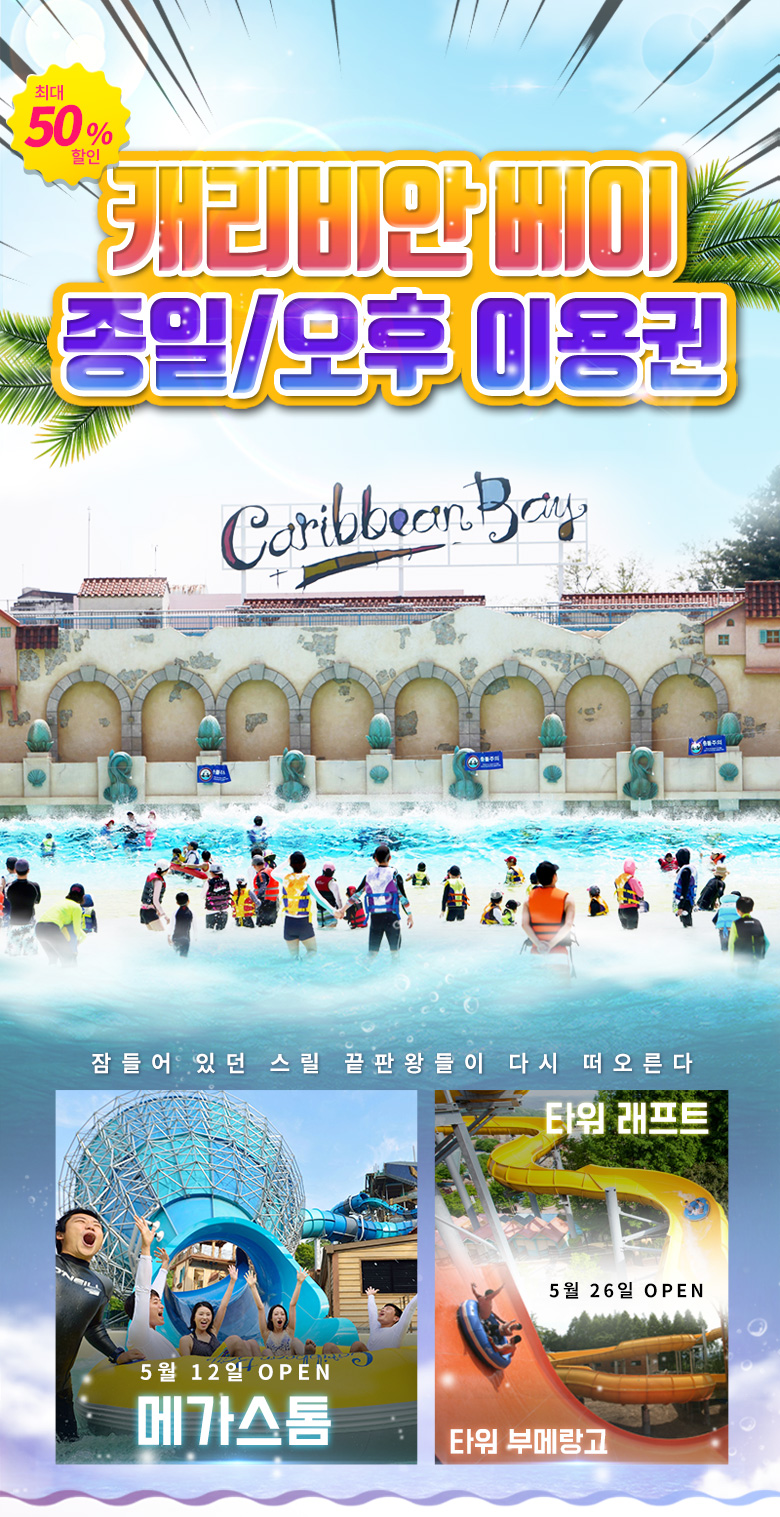 최대
50%
할인
캐리비안 베이
종일/오후 이용권
Caribbean Bay
잠들어 있던 스릴 끝판왕들이 다시 떠오른다
5월 12일 OPEN
메가스톰
타워 래프트
5월 26일 OPEN
타워 부메랑고
O'NEILL